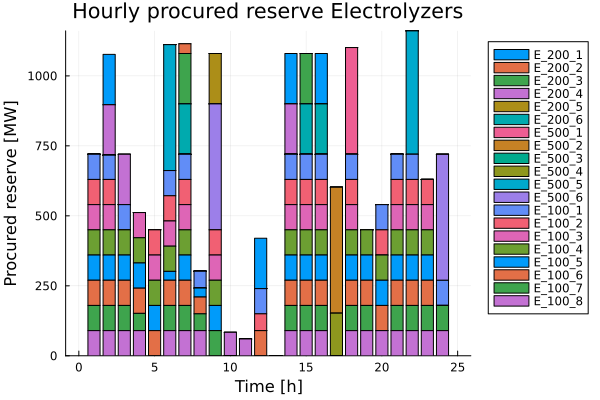 Hourly procured reserve Electrolyzers
Procured reserve [MW]
1000
750
500
250
0
0
5
10
15
20
25
Time [h]
E_200_1
E_200_2
E_200_3
E_200_4
E_200_5
E_200_6
E_500_1
E_500_2
E_500_3
E_500_4
E_500_5
E_500_6
E_100_1
E_100_2
E_100_3
E_100_4
E_100_5
E_100_6
E_100_7
E_100_8